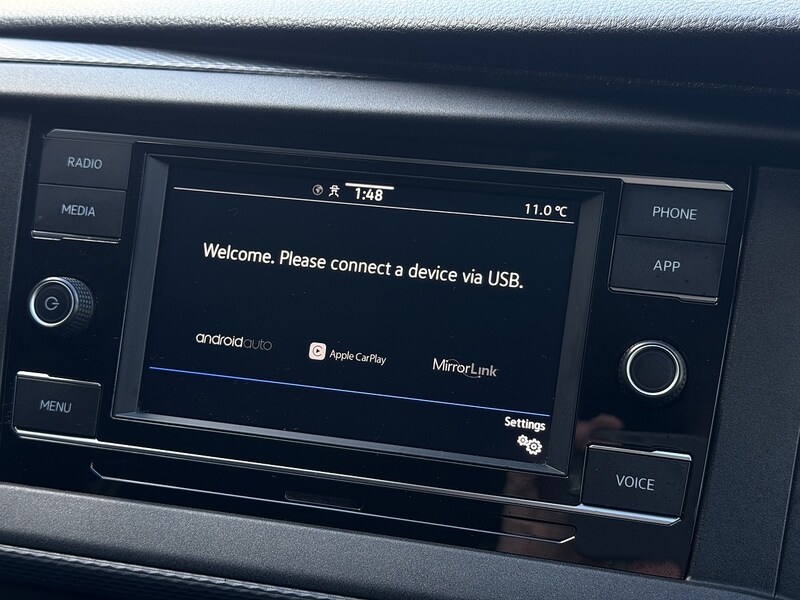 RADIO
MEDIA
1:48
11.0 °C
Welcome. Please connect a device via USB.
androidauto
Apple CarPlay
MirrorLink
Settings
PHONE
APP
MENU
VOICE